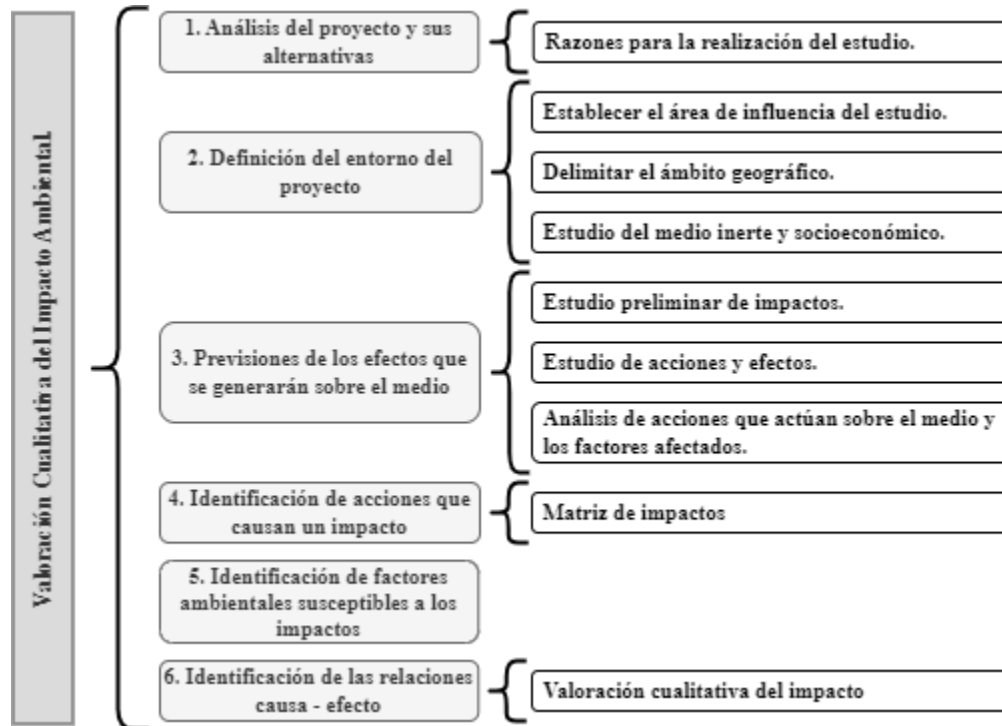 Valoración Cualitativa del Impacto Ambiental.
1. Análisis del proyecto y sus
alternativas
Razones para la realización del estudio.
2. Definición del entorno del
proyecto
Establecer el área de influencia del estudio.
Delimitar el ámbito geográfico.
Estudio del medio inerte y socioeconómico.
3. Previsiones de los efectos que
se generarán sobre el medio
Estudio preliminar de impactos.
Estudio de acciones y efectos.
Análisis de acciones que actúan sobre el medio y
los factores afectados.
4. Identificación de acciones que
causan un impacto
Matriz de impactos
5. Identificación de factores
ambientales susceptibles a los
impactos
6. Identificación de las relaciones
causa - efecto
Valoración cualitativa del impacto